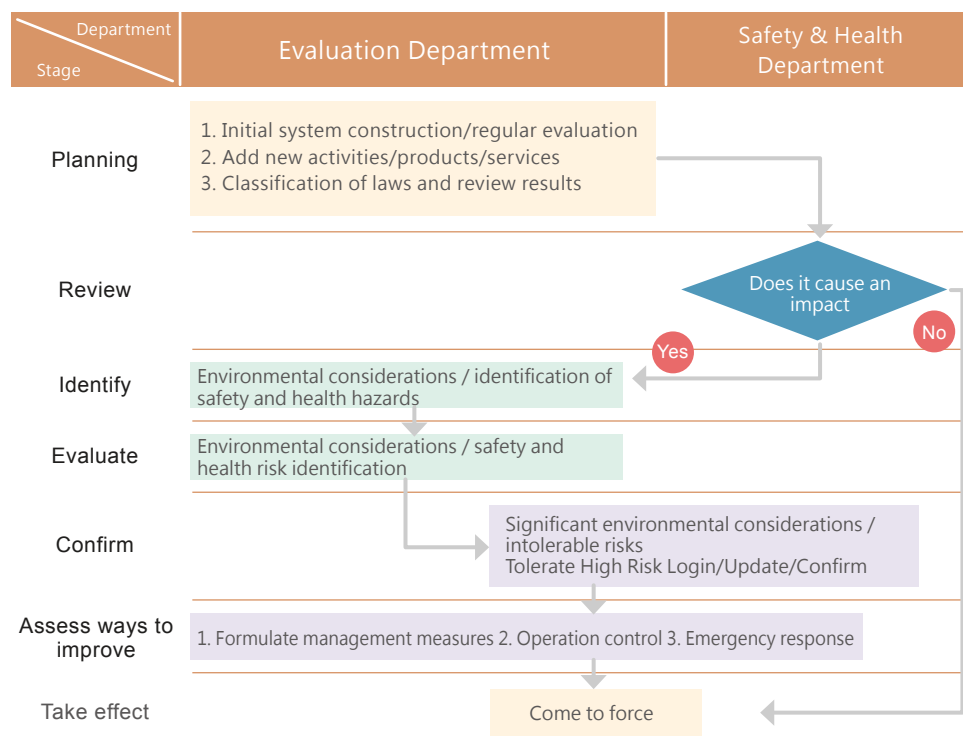 Department
Stage
Evaluation Department
Safety & Health
Department
Planning
1. Initial system construction/regular evaluation
2. Add new activities/products/services
3. Classification of laws and review results
Review
Does it cause an
impact
No
Yes
Identify
Environmental considerations / identification of
safety and health hazards
Evaluate
Environmental considerations / safety and
health risk identification
Confirm
Significant environmental considerations /
intolerable risks
Tolerate High Risk Login/Update/Confirm
Assess ways to
improve
1. Formulate management measures 2. Operation control 3. Emergency response
Take effect
Come to force